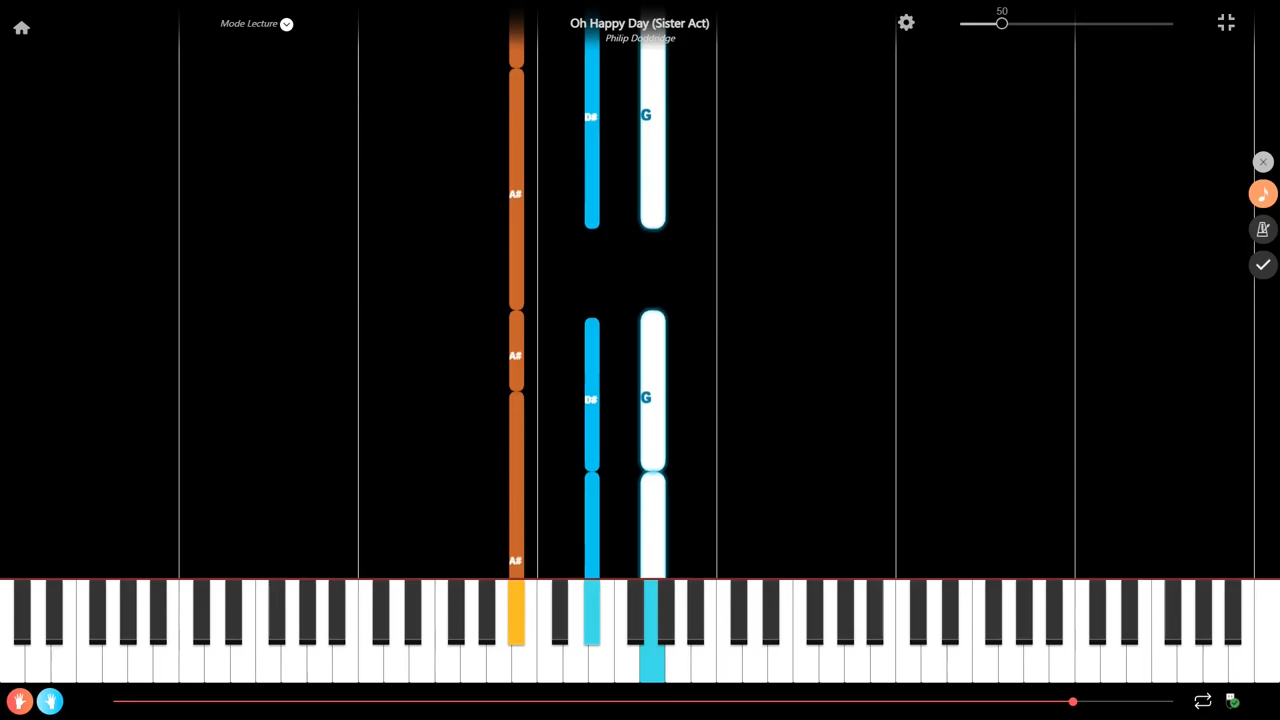 Mode Lecture
Oh Happy Day (Sister Act)
Philip Doddridge
50
D#
G
A#
A#
D#
G
A#